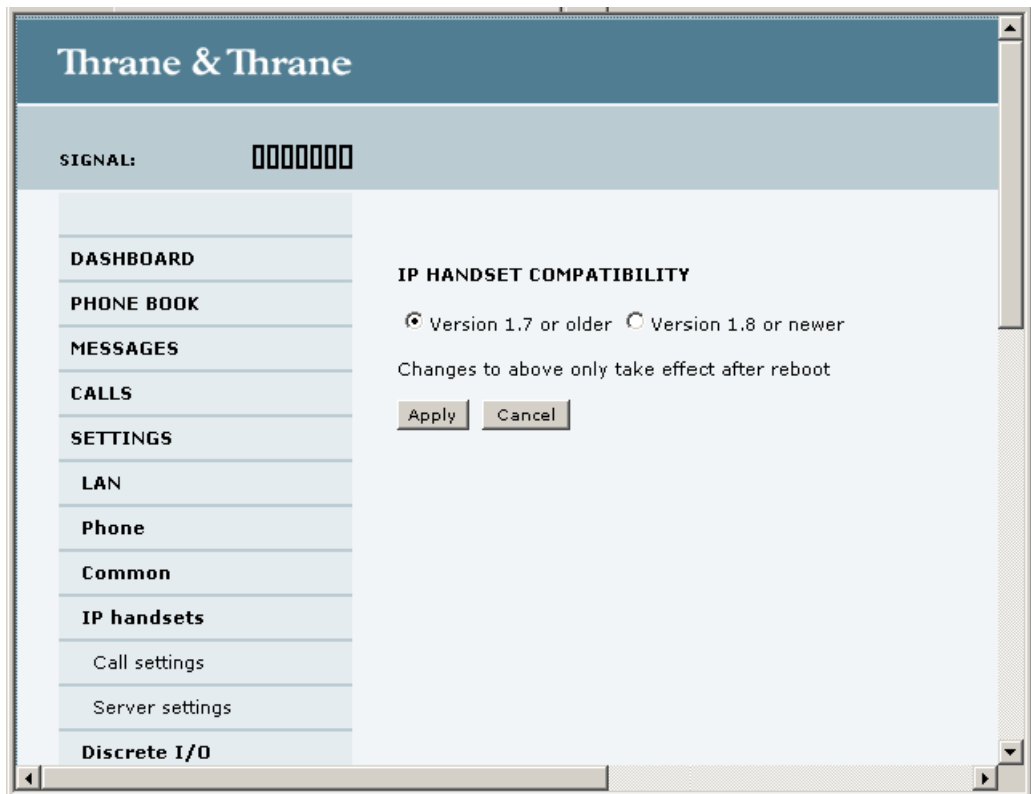 Thrane & Thrane
SIGNAL:
DASHBOARD
PHONE BOOK
MESSAGES
CALLS
SETTINGS
LAN
Phone
Common
IP handsets
Call settings
Server settings
Discrete I/O
IP HANDSET COMPATIBILITY
Version 1.7 or older Version 1.8 or newer
Changes to above only take effect after reboot
Apply Cancel